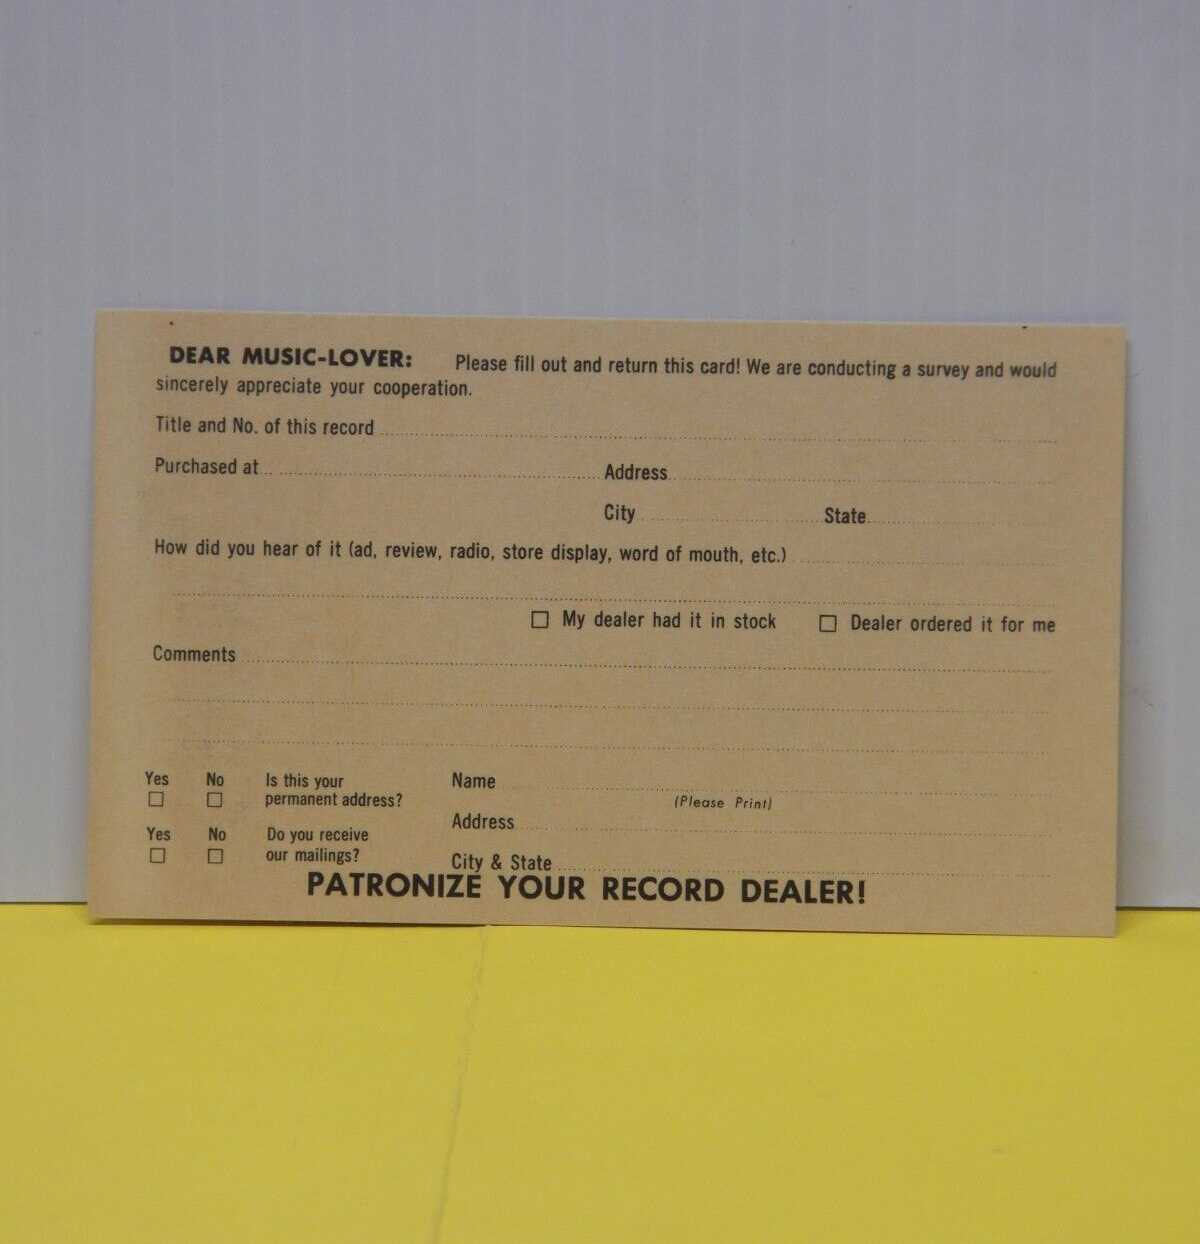 DEAR MUSIC-LOVER: Please fill out and return this card! We are conducting a survey and would
sincerely appreciate your cooperation.
Title and No. of this record
Purchased at Address
City State
How did you hear of it (ad, review, radio, store display, word of mouth, etc.)
☐ My dealer had it in stock ☐ Dealer ordered it for me
Comments
Yes No Is this your
☐ ☐ permanent address?
Name
(Please Print)
Address
Yes No Do you receive
☐ ☐ our mailings?
City & State
PATRONIZE YOUR RECORD DEALER!